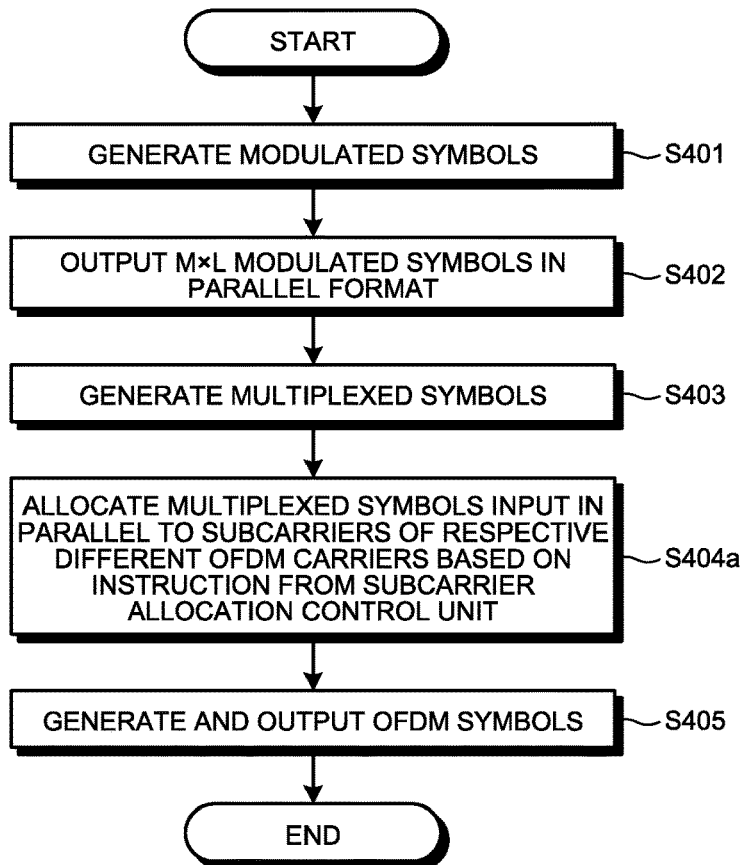 START
GENERATE MODULATED SYMBOLS
S401
OUTPUT M×L MODULATED SYMBOLS IN
PARALLEL FORMAT
S402
GENERATE MULTIPLEXED SYMBOLS
S403
ALLOCATE MULTIPLEXED SYMBOLS INPUT IN
PARALLEL TO SUBCARRIERS OF RESPECTIVE
DIFFERENT OFDM CARRIERS BASED ON
INSTRUCTION FROM SUBCARRIER
ALLOCATION CONTROL UNIT
S404a
GENERATE AND OUTPUT OFDM SYMBOLS
S405
END